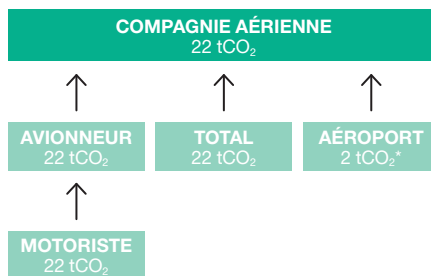 COMPAGNIE AÉRIENNE
22 tCO₂
AVIONNEUR
22 tCO₂
TOTAL
22 tCO₂
AÉROPORT
2 tCO₂*
MOTORISTE
22 tCO₂